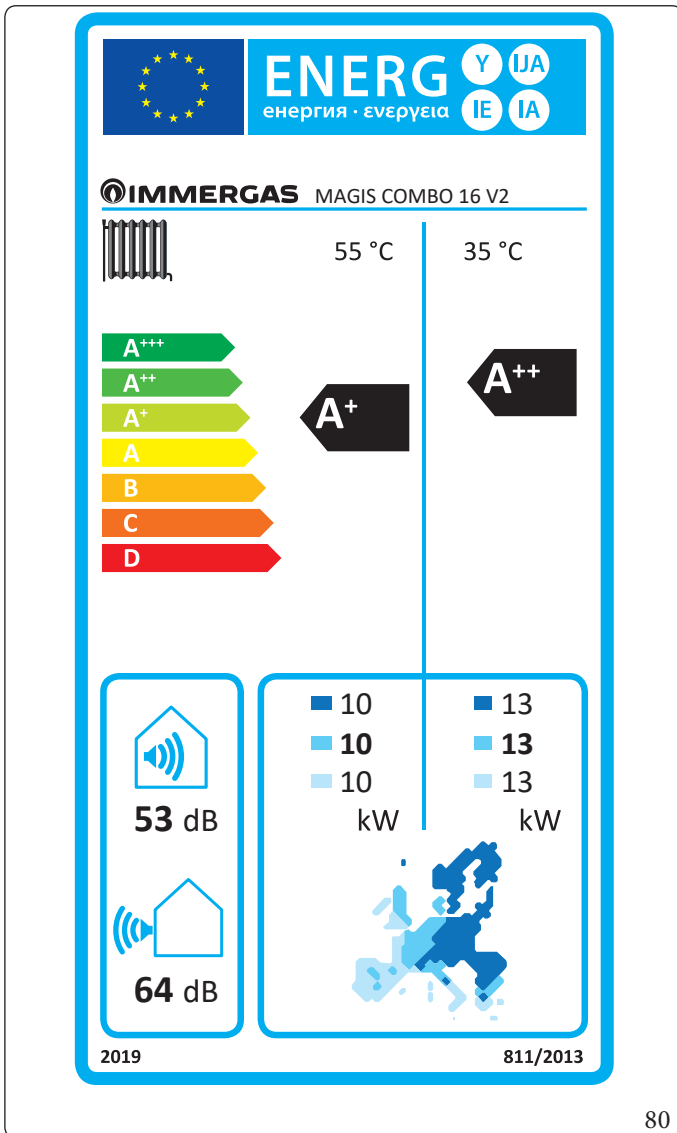 ENERG Y IJA
енергия · ενεργεια IE IA
IMMERGAS MAGIS COMBO 16 V2
55 °C 35 °C
A+++
A++
A+
A
B
C
D
A+
A++
10 13
10 13
10 13
kW kW
53 dB
64 dB
2019 811/2013
80